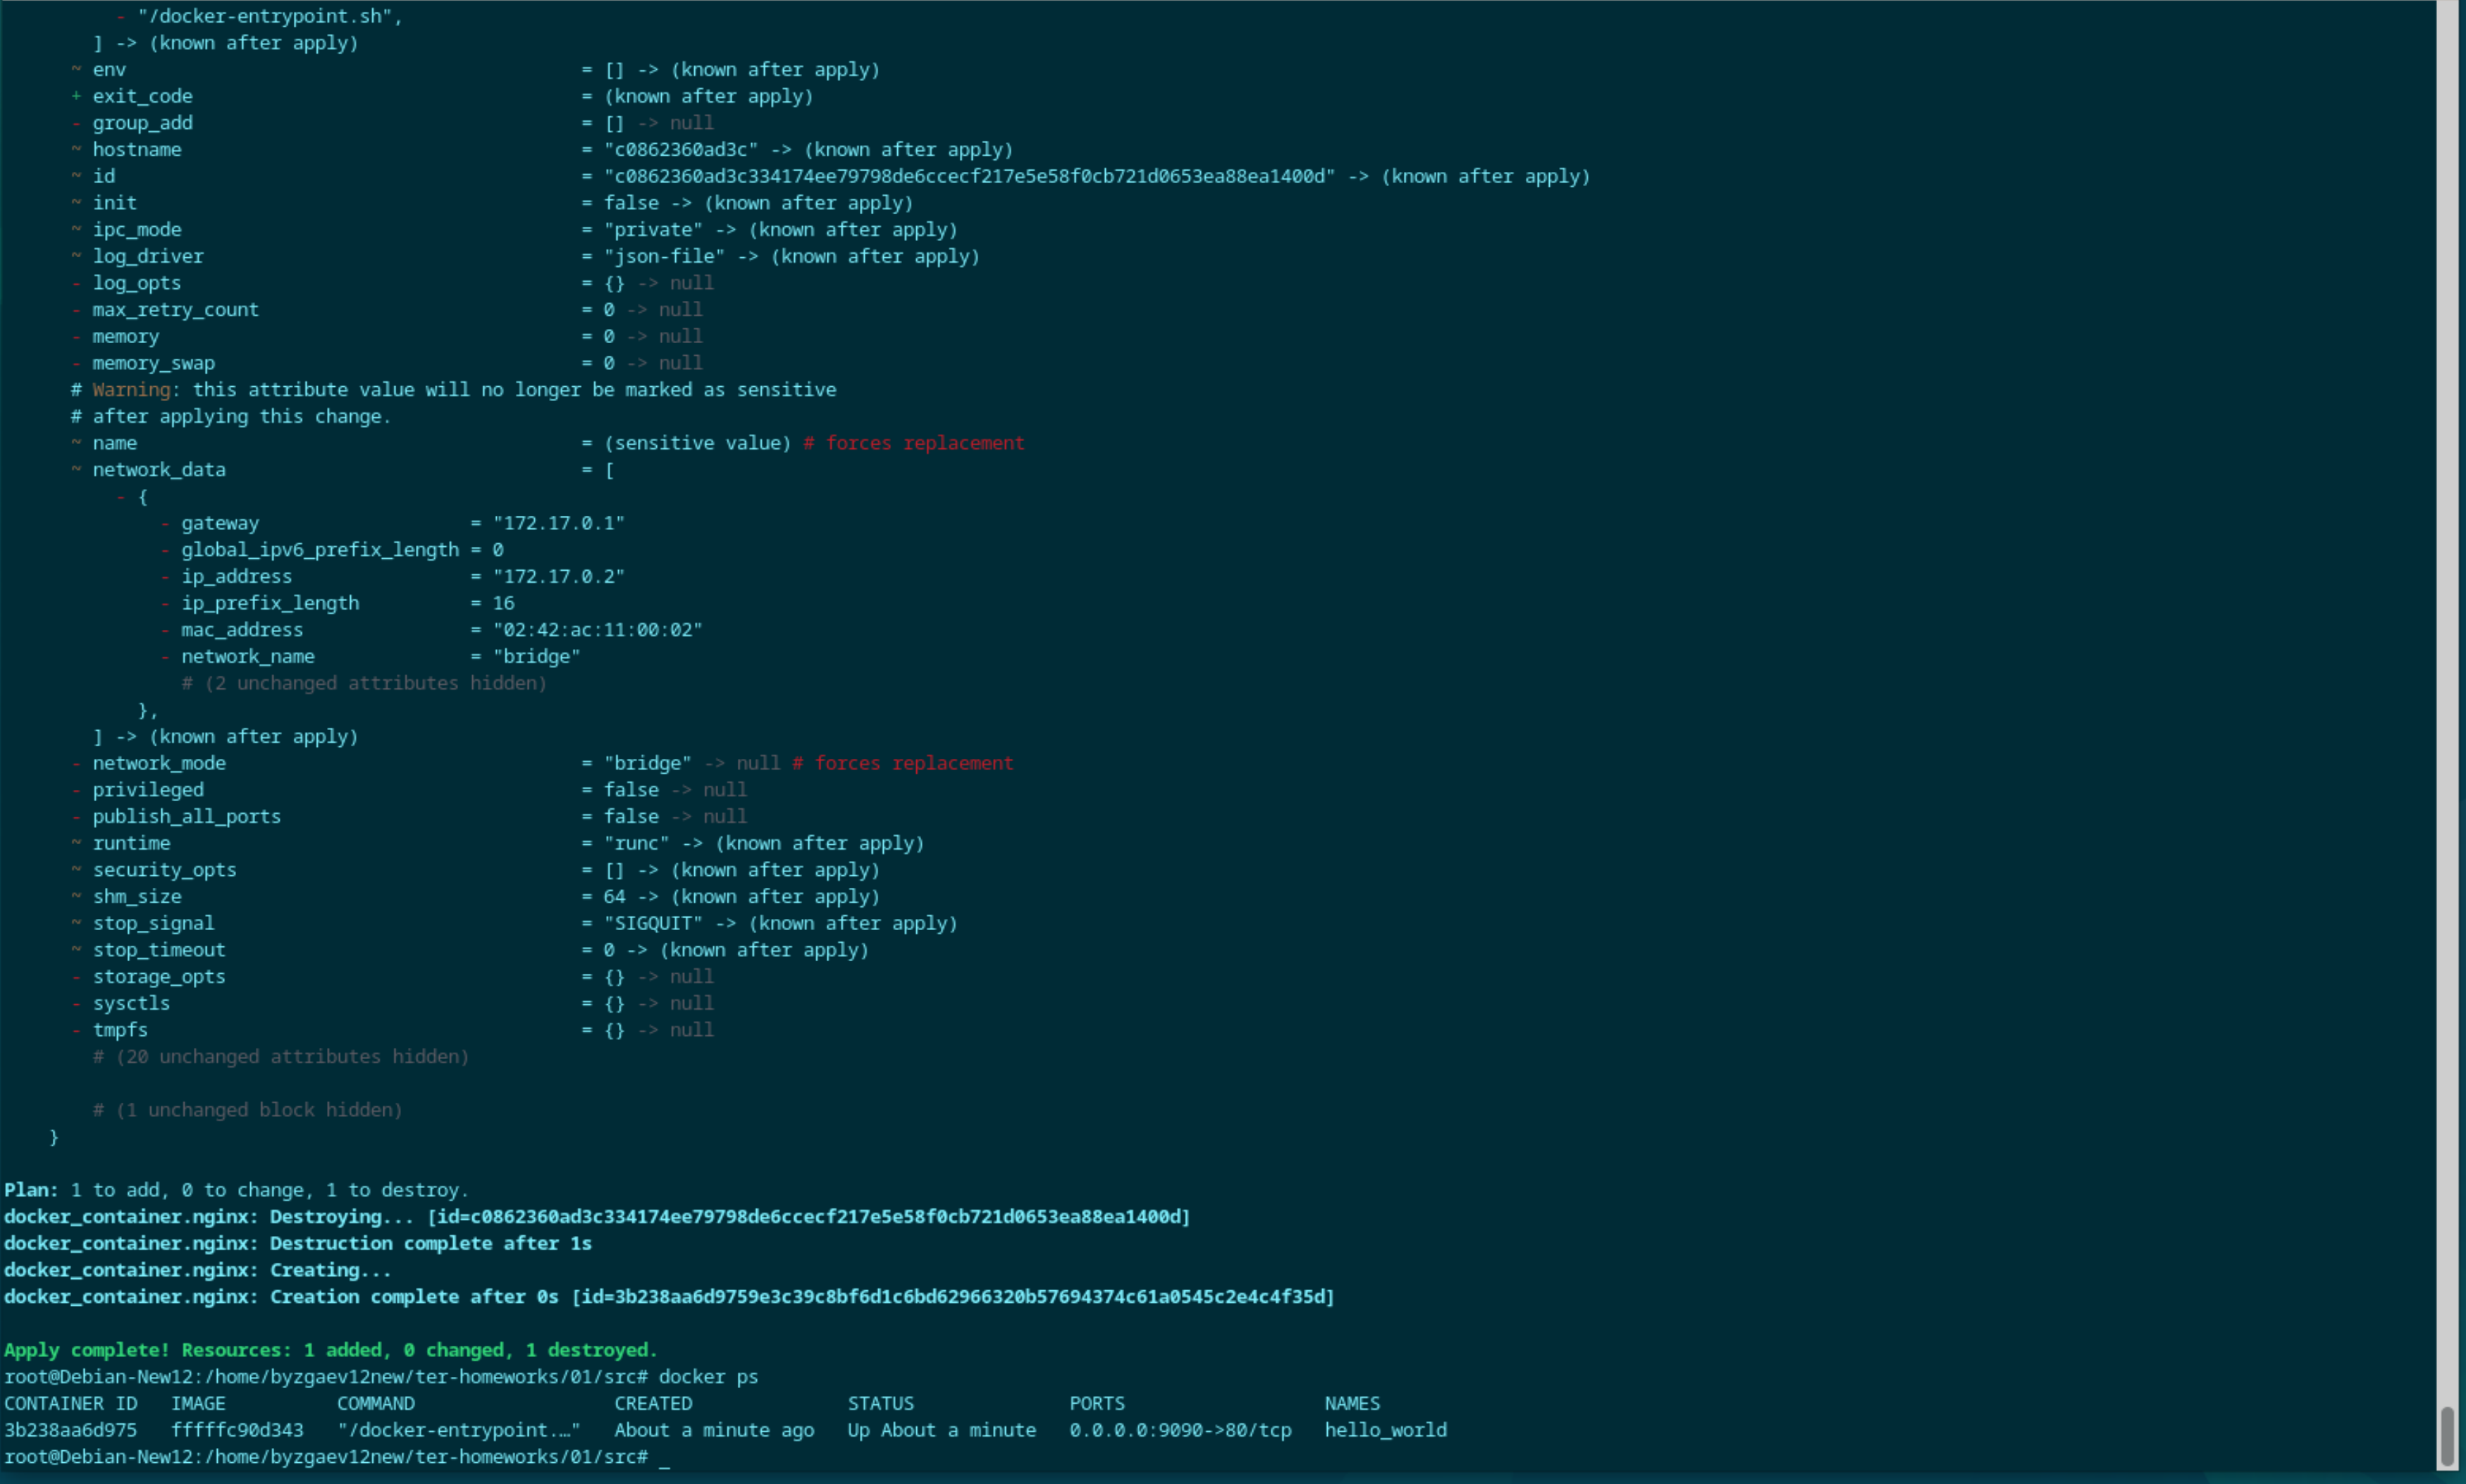 - "/docker-entrypoint.sh",
        ] -> (known after apply)
      ~ env                                         = [] -> (known after apply)
      + exit_code                                   = (known after apply)
      - group_add                                   = [] -> null
      ~ hostname                                    = "c0862360ad3c" -> (known after apply)
      ~ id                                          = "c0862360ad3c334174ee79798de6ccecf217e5e58f0cb721d0653ea88ea1400d" -> (known after apply)
      ~ init                                        = false -> (known after apply)
      ~ ipc_mode                                    = "private" -> (known after apply)
      ~ log_driver                                  = "json-file" -> (known after apply)
      - log_opts                                    = {} -> null
      - max_retry_count                             = 0 -> null
      - memory                                      = 0 -> null
      - memory_swap                                 = 0 -> null
      # Warning: this attribute value will no longer be marked as sensitive
      # after applying this change.
      ~ name                                        = (sensitive value) # forces replacement
      ~ network_data                                = [
          - {
              - gateway                   = "172.17.0.1"
              - global_ipv6_prefix_length = 0
              - ip_address                = "172.17.0.2"
              - ip_prefix_length          = 16
              - mac_address               = "02:42:ac:11:00:02"
              - network_name              = "bridge"
                # (2 unchanged attributes hidden)
            },
        ] -> (known after apply)
      - network_mode                                = "bridge" -> null # forces replacement
      - privileged                                  = false -> null
      - publish_all_ports                           = false -> null
      ~ runtime                                     = "runc" -> (known after apply)
      ~ security_opts                               = [] -> (known after apply)
      ~ shm_size                                    = 64 -> (known after apply)
      ~ stop_signal                                 = "SIGQUIT" -> (known after apply)
      ~ stop_timeout                                = 0 -> (known after apply)
      - storage_opts                                = {} -> null
      - sysctls                                     = {} -> null
      - tmpfs                                       = {} -> null
        # (20 unchanged attributes hidden)

        # (1 unchanged block hidden)
    }

Plan: 1 to add, 0 to change, 1 to destroy.
docker_container.nginx: Destroying... [id=c0862360ad3c334174ee79798de6ccecf217e5e58f0cb721d0653ea88ea1400d]
docker_container.nginx: Destruction complete after 1s
docker_container.nginx: Creating...
docker_container.nginx: Creation complete after 0s [id=3b238aa6d9759e3c39c8bf6d1c6bd62966320b57694374c61a0545c2e4c4f35d]

Apply complete! Resources: 1 added, 0 changed, 1 destroyed.
root@Debian-New12:/home/byzgaev12new/ter-homeworks/01/src# docker ps
CONTAINER ID   IMAGE          COMMAND                  CREATED              STATUS              PORTS                  NAMES
3b238aa6d975   fffffc90d343   "/docker-entrypoint.…"   About a minute ago   Up About a minute   0.0.0.0:9090->80/tcp   hello_world
root@Debian-New12:/home/byzgaev12new/ter-homeworks/01/src# _